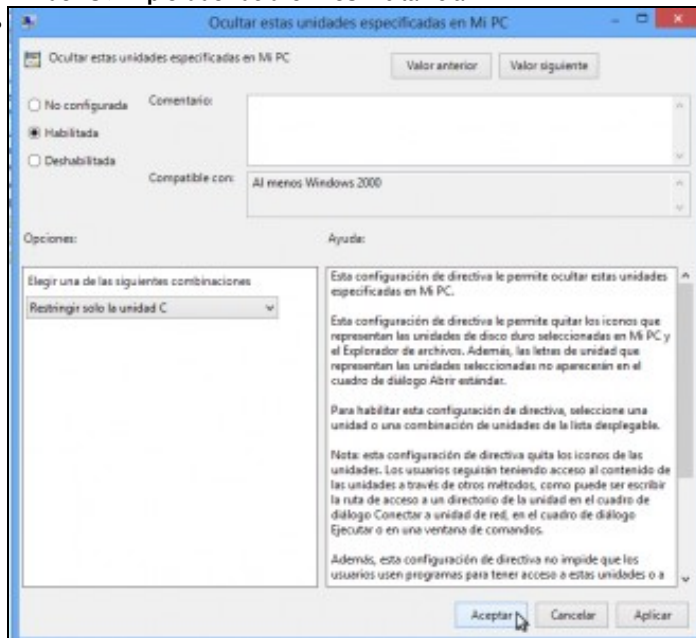 Ocultar estas unidades especificadas en Mi PC
Ocultar estas unidades especificadas en Mi PC
Valor anterior
Valor siguiente
No configurada
Comentario:
Habilitada
Deshabilitada
Compatible con:
Al menos Windows 2000
Opciones:
Ayuda:
Elegir una de las siguientes combinaciones
Restringir solo la unidad C
Esta configuración de directiva le permite ocultar estas unidades
especificadas en Mi PC.
Esta configuración de directiva le permite quitar los iconos que
representan las unidades de disco duro seleccionadas en Mi PC y
el Explorador de archivos. Además, las letras de unidad que
representan las unidades seleccionadas no aparecerán en el
cuadro de diálogo Abrir estándar.
Para habilitar esta configuración de directiva, seleccione una
unidad o una combinación de unidades de la lista desplegable.
Nota: esta configuración de directiva quita los iconos de las
unidades. Los usuarios seguirán teniendo acceso al contenido de
las unidades a través de otros métodos, como puede ser escribir
la ruta de acceso a un directorio de la unidad en el cuadro de
diálogo Conectar a unidad de red, en el cuadro de diálogo
Ejecutar o en una ventana de comandos.
Además, esta configuración de directiva no impide que los
usuarios usen programas para tener acceso a estas unidades o a
Aceptar
Cancelar
Aplicar